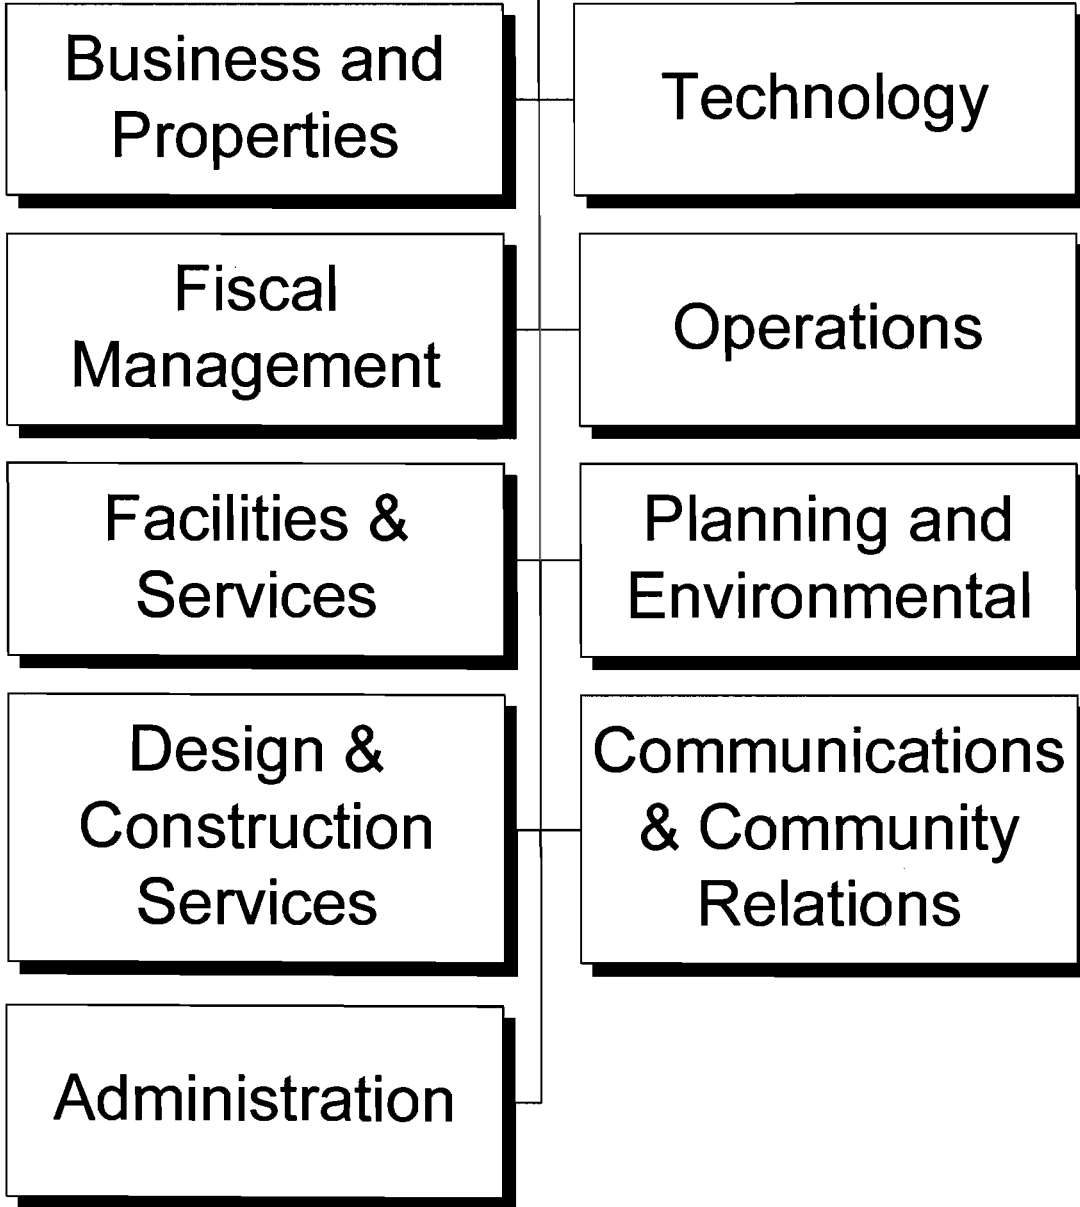 Business and
Properties
Technology
Fiscal
Management
Operations
Facilities &
Services
Planning and
Environmental
Design &
Construction
Services
Communications
& Community
Relations
Administration